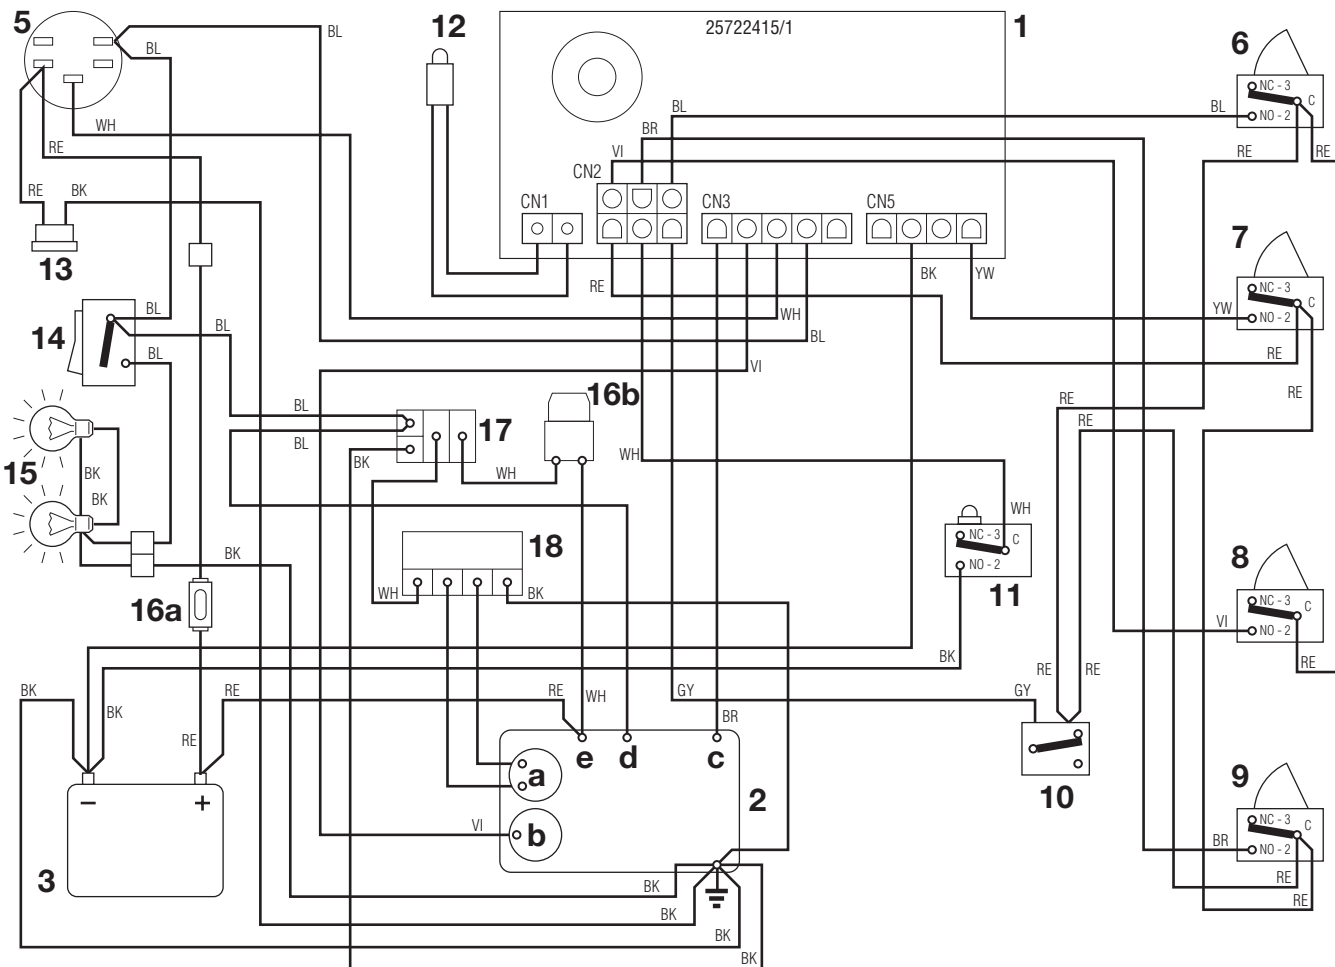 5
BL
12
25722415/1
1
6
BL
NC - 3
C
NO - 2
BL
BL
WH
BR
RE
VI
RE
RE
CN2
RE
BK
CN1
CN3
CN5
13
7
NC - 3
C
NO - 2
YW
BK
YW
RE
WH
BL
14
BL
BL
BL
RE
VI
16b
RE
RE
RE
BL
17
BL
BK
WH
WH
15
BK
BK
WH
NC - 3
C
NO - 2
11
18
8
NC - 3
C
NO - 2
VI
BK
WH
BK
16a
BK
RE
RE
RE
BK
BK
RE
RE
WH
GY
GY
BR
RE
e
d
c
a
b
2
10
9
NC - 3
C
NO - 2
BR
−
+
3
VI
RE
RE
BK
BK
BK
BK